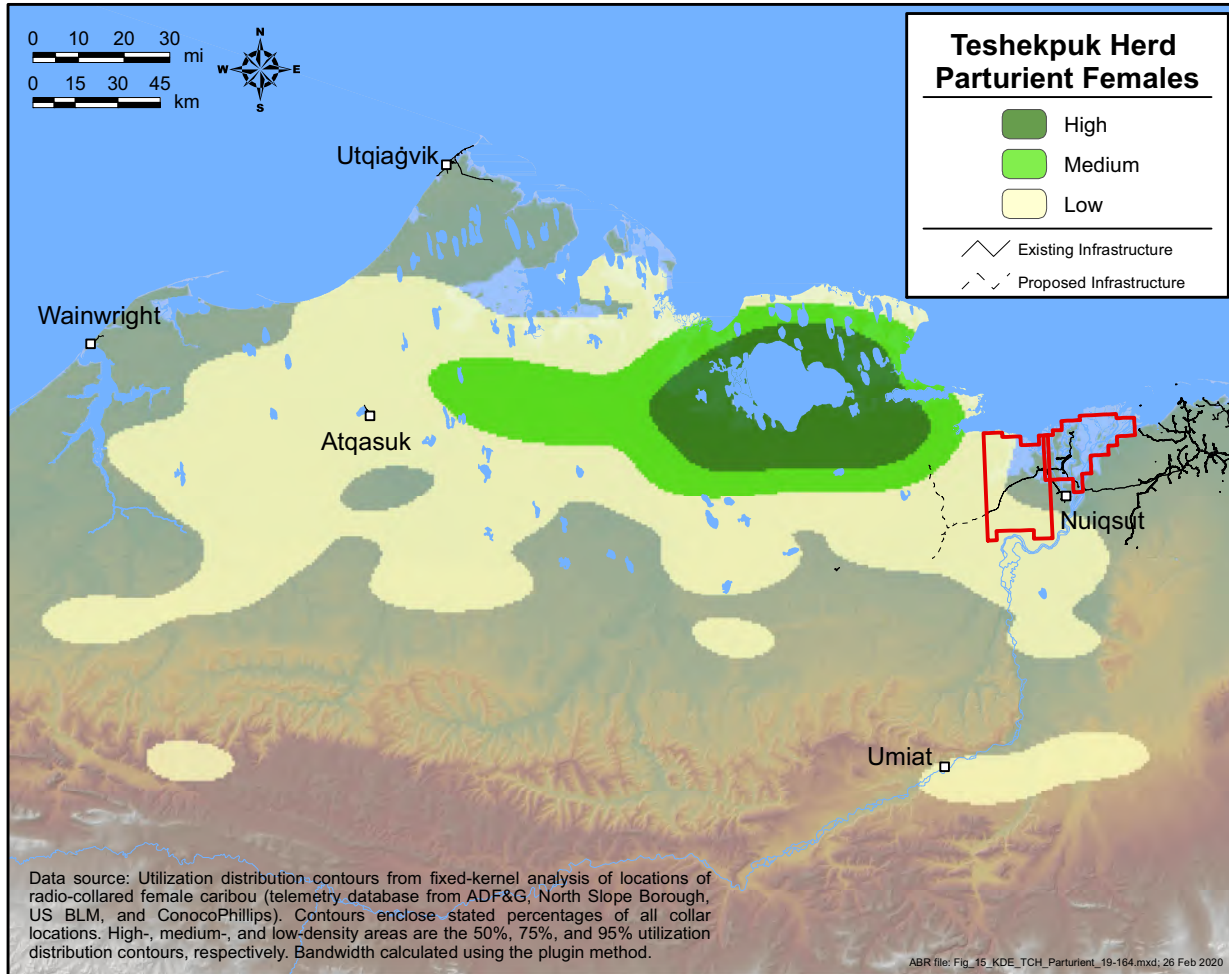 0 10 20 30
mi
0 15 30 45
km
N
W E
S
Teshekpuk Herd
Parturient Females
High
Medium
Low
Existing Infrastructure
Proposed Infrastructure
Utqiaġvik
Wainwright
Atqasuk
Nuiqsut
Umiat
Data source: Utilization distribution contours from fixed-kernel analysis of locations of
radio-collared female caribou (telemetry database from ADF&G, North Slope Borough,
US BLM, and ConocoPhillips). Contours enclose stated percentages of all collar
locations. High-, medium-, and low-density areas are the 50%, 75%, and 95% utilization
distribution contours, respectively. Bandwidth calculated using the plugin method.
ABR file: Fig_15_KDE_TCH_Parturient_19-164.mxd; 26 Feb 2020